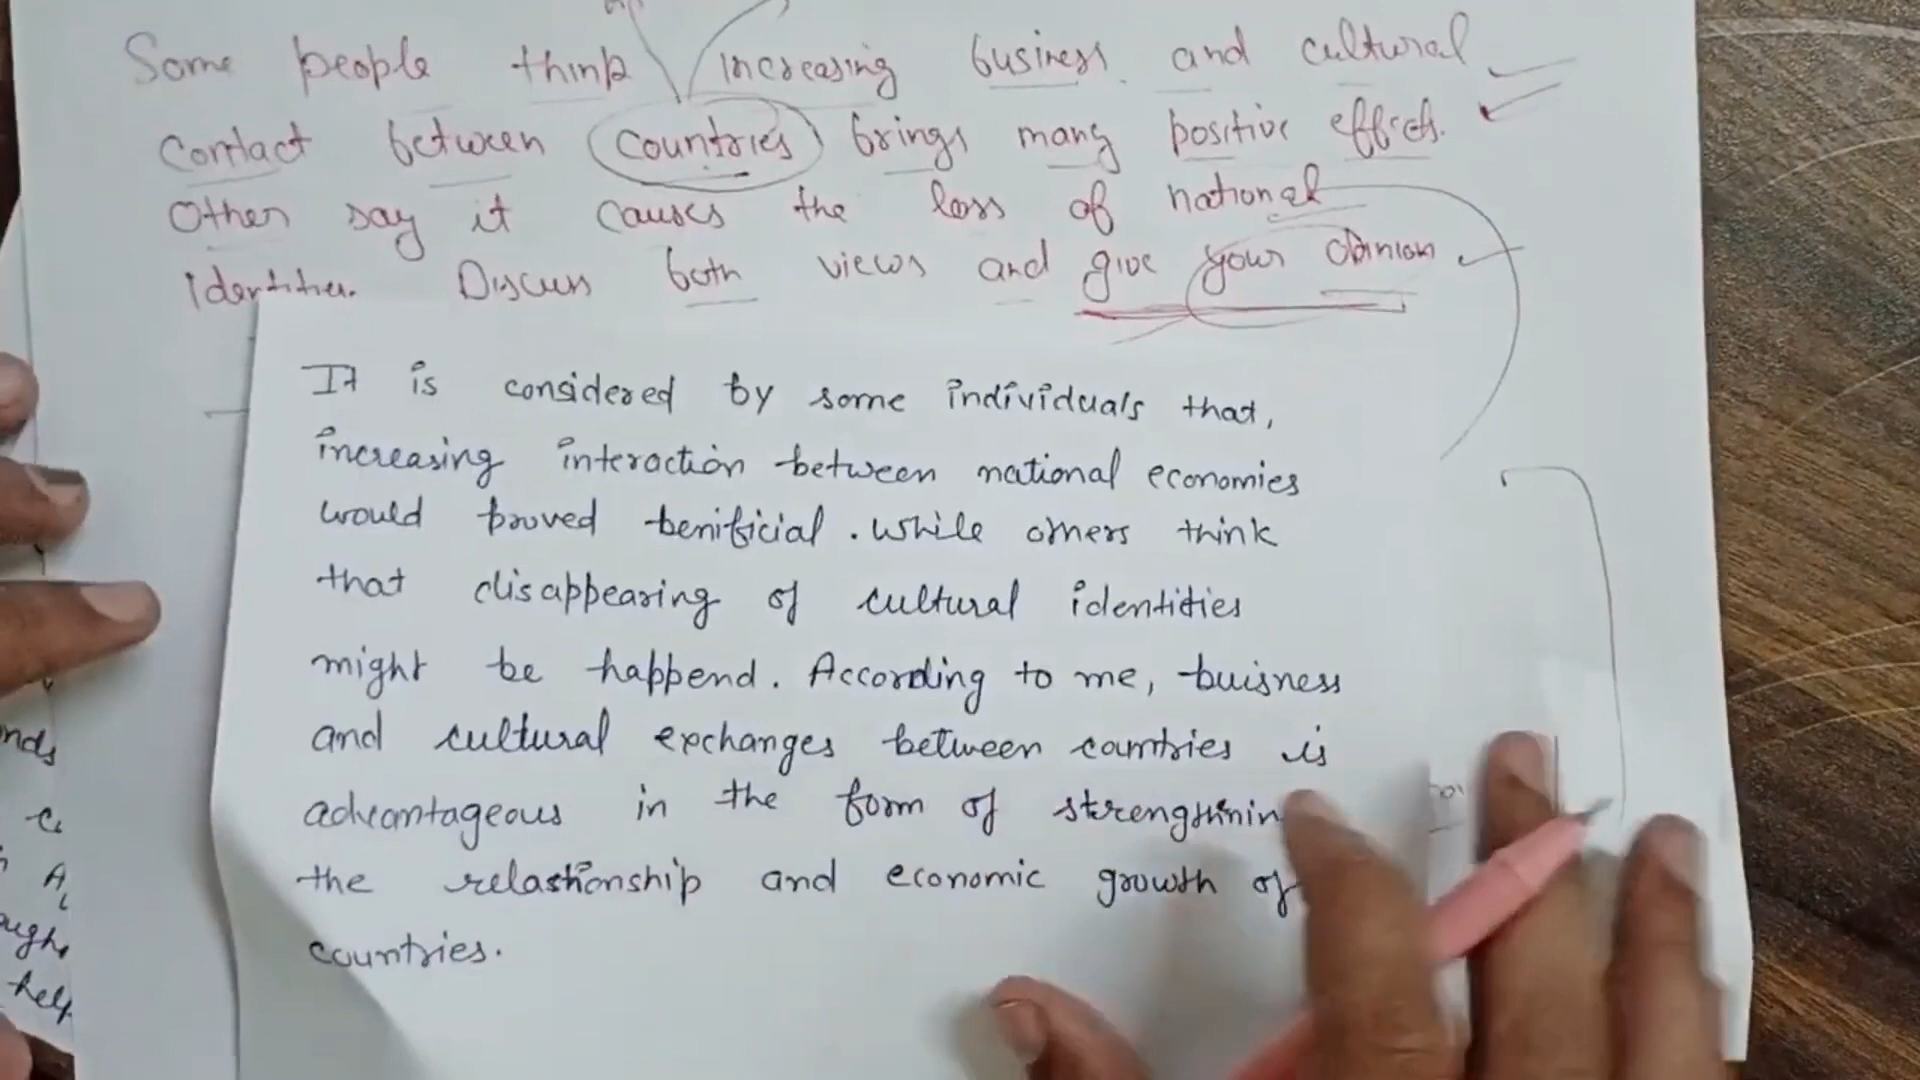 Some people think increasing business and cultural
Contact between countries brings many positive effects.
Other say it causes the loss of national
identities. Discuss both views and give your opinion
It is considered by some individuals that,
increasing interaction between national economies
would proved benificial. While others think
that disappearing of cultural identities
might be happend. According to me, buisness
and cultural exchanges between countries is
advantageous in the form of strengthenin
the relashionship and economic growth of
countries.
nds
A
help